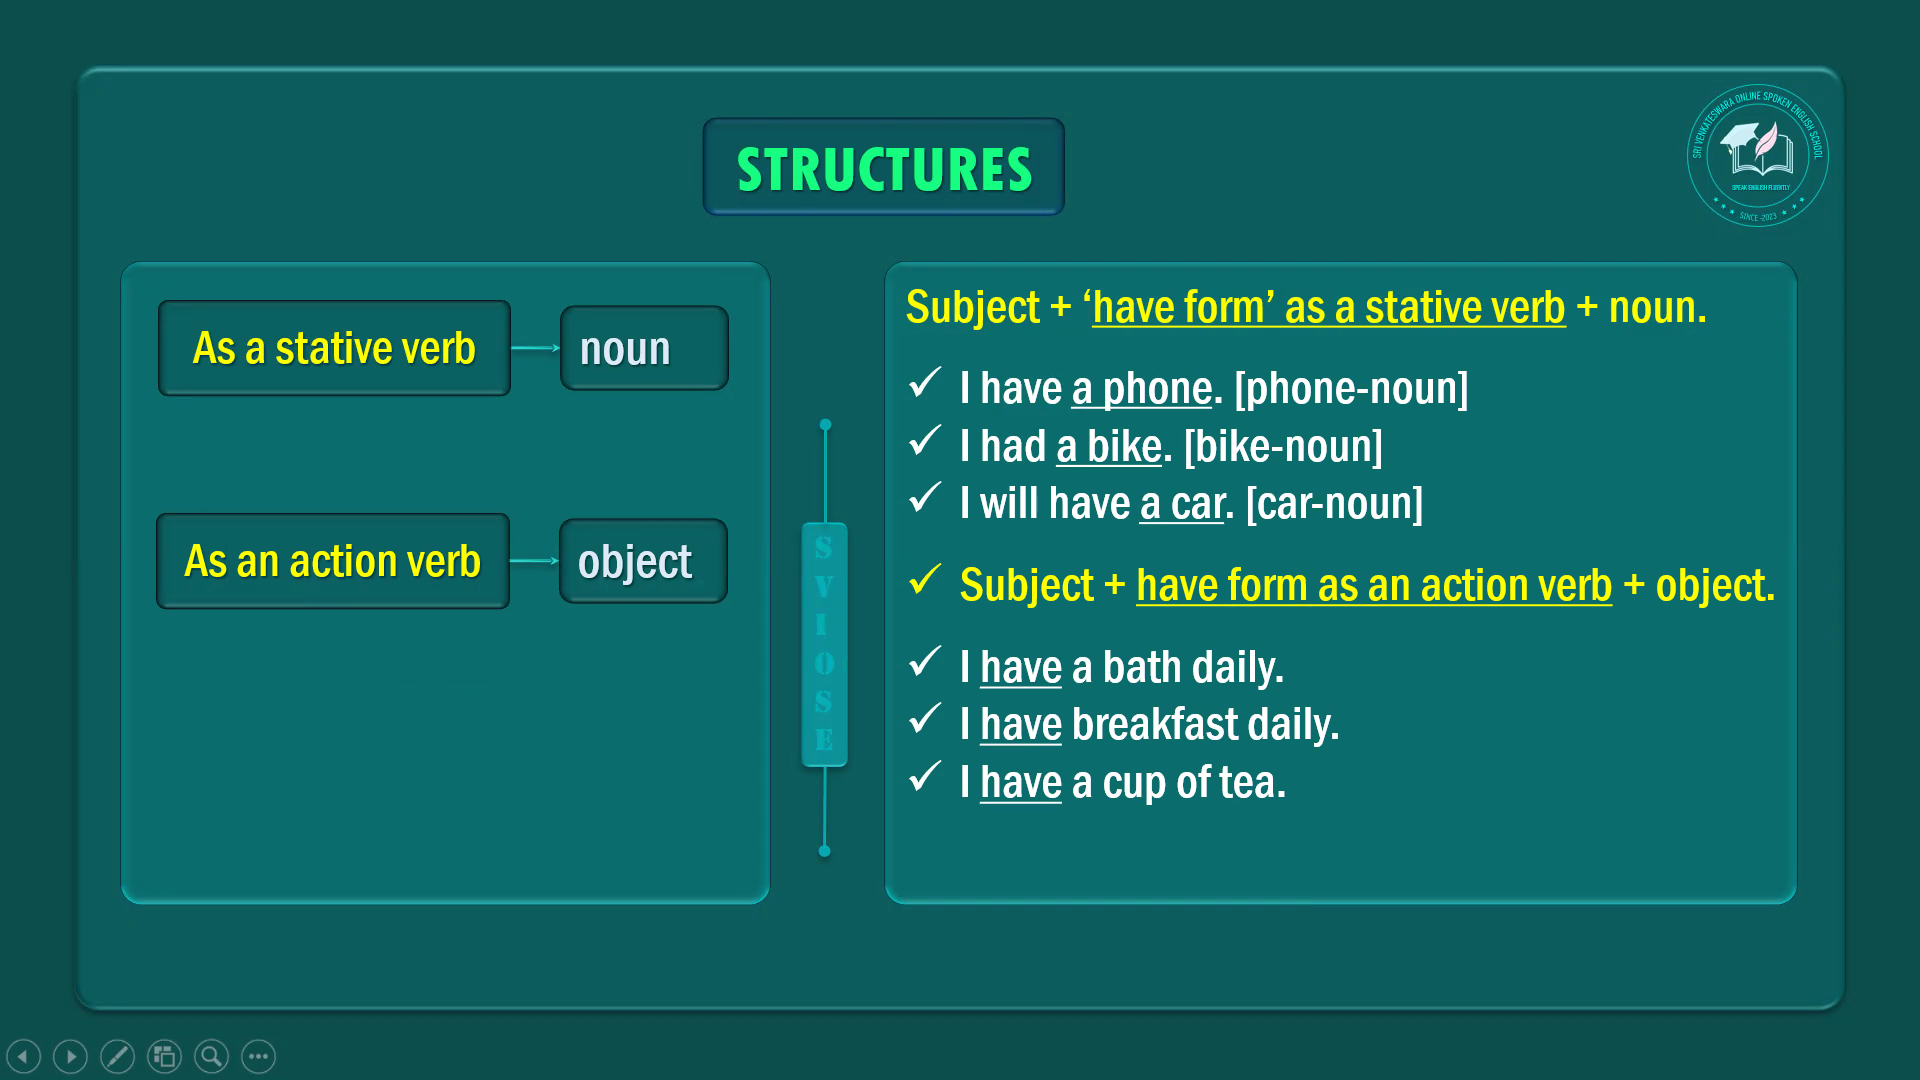 STRUCTURES
SRI VENKATESWARA ONLINE SPOKEN ENGLISH SCHOOL
SPEAK ENGLISH FLUENTLY
SINCE -2023
As a stative verb
noun
As an action verb
object
S
V
I
O
S
E
Subject + ‘have form’ as a stative verb + noun.
✓ I have a phone. [phone-noun]
✓ I had a bike. [bike-noun]
✓ I will have a car. [car-noun]
✓ Subject + have form as an action verb + object.
✓ I have a bath daily.
✓ I have breakfast daily.
✓ I have a cup of tea.